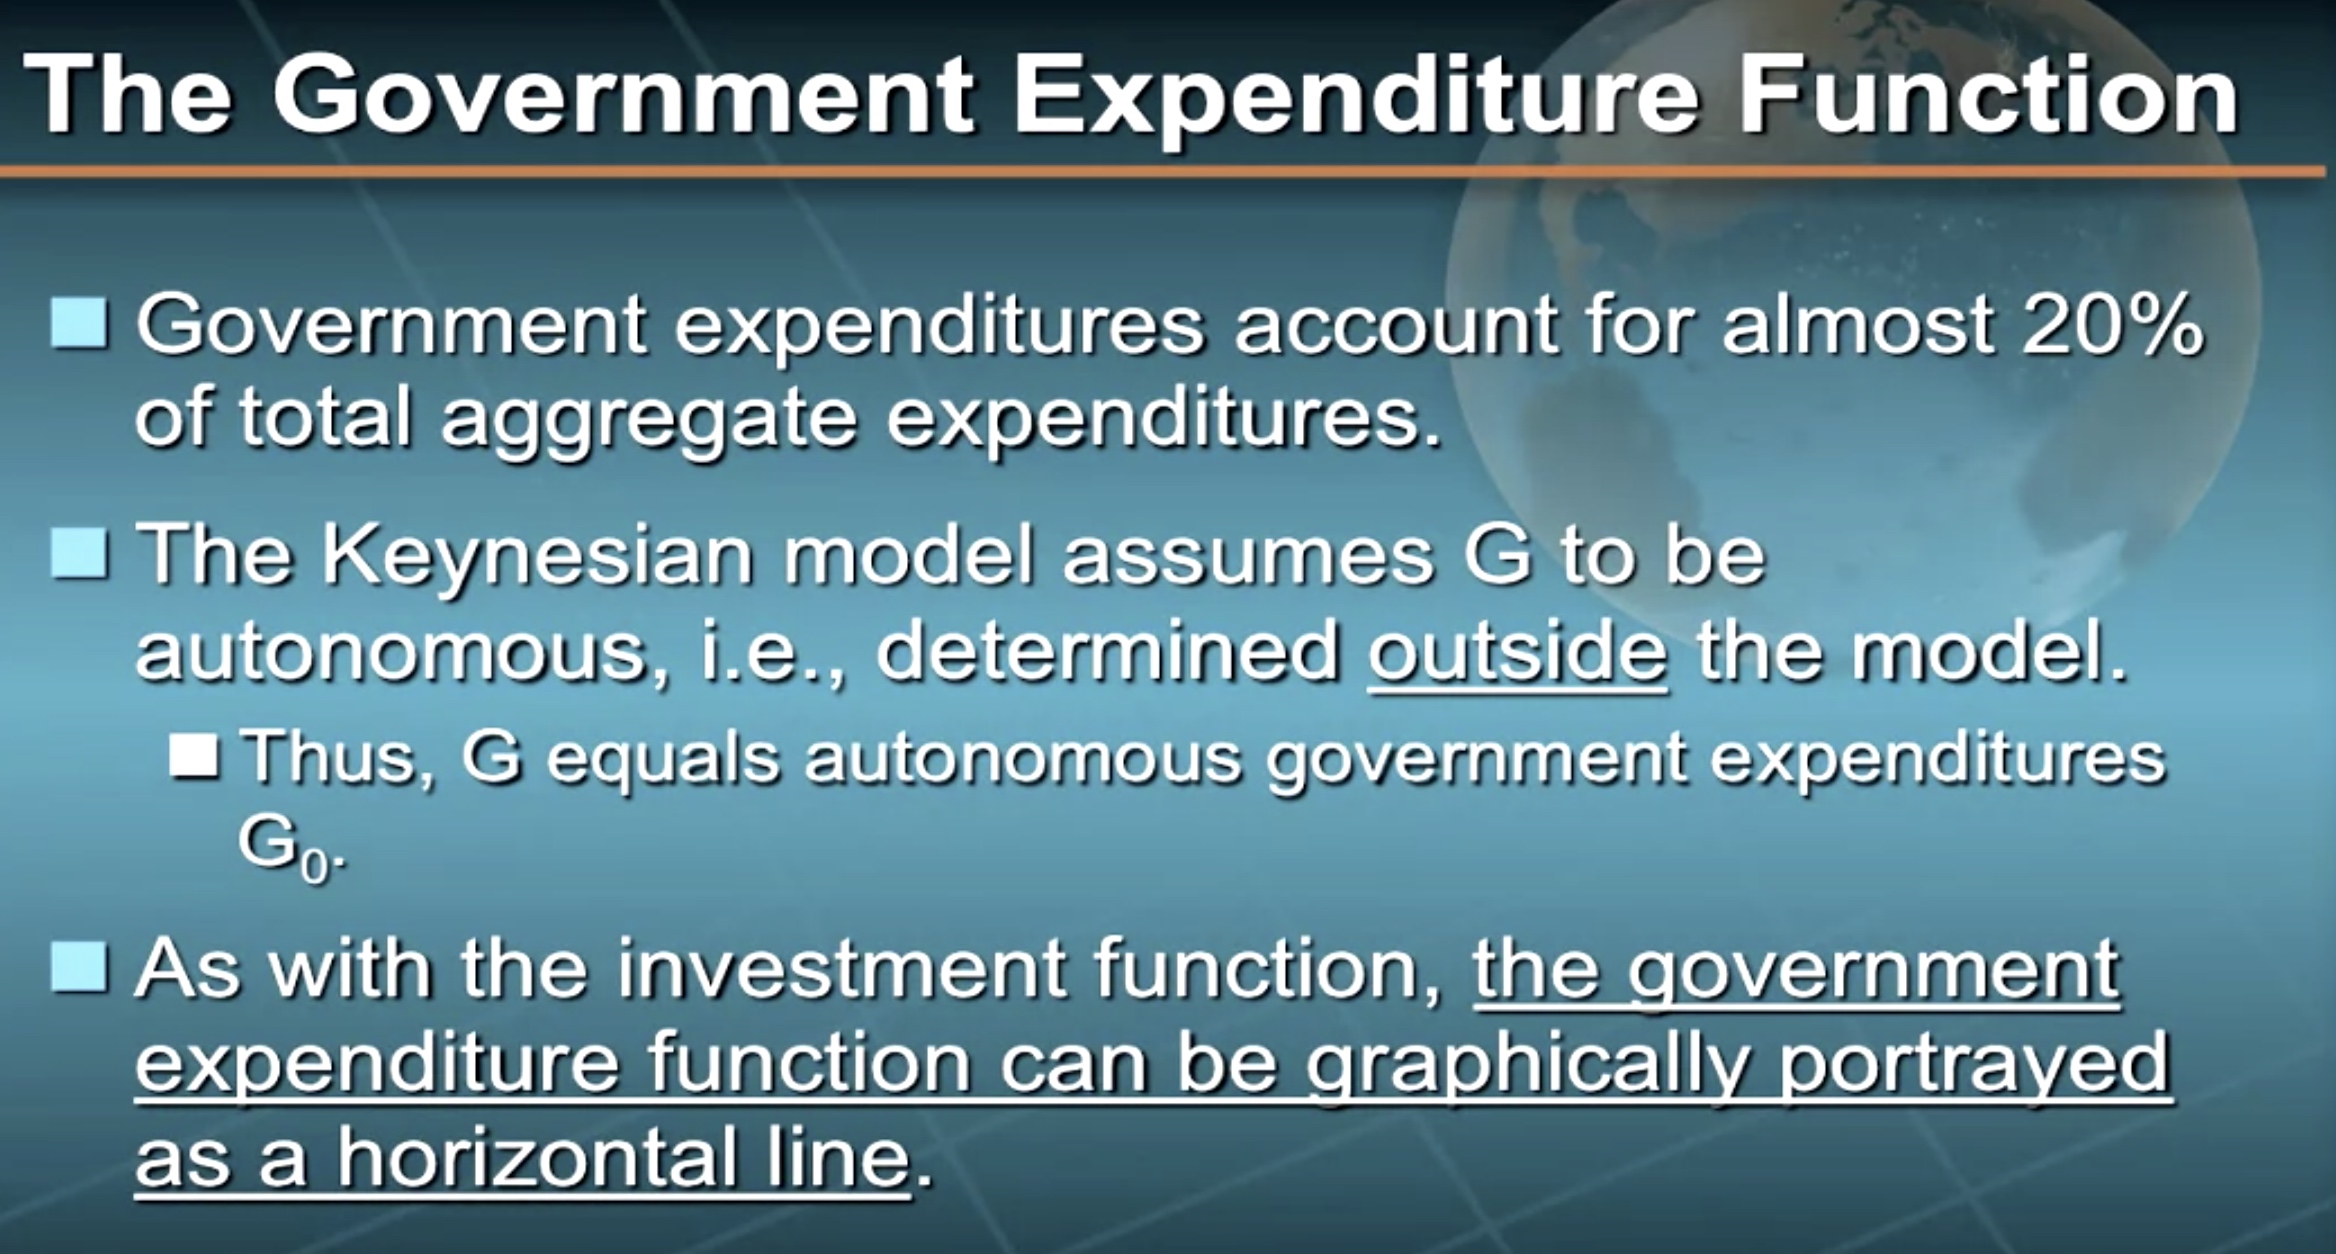 The Government Expenditure Function
Government expenditures account for almost 20%
of total aggregate expenditures.
The Keynesian model assumes G to be
autonomous, i.e., determined outside the model.
Thus, G equals autonomous government expenditures
G₀.
As with the investment function, the government
expenditure function can be graphically portrayed
as a horizontal line.